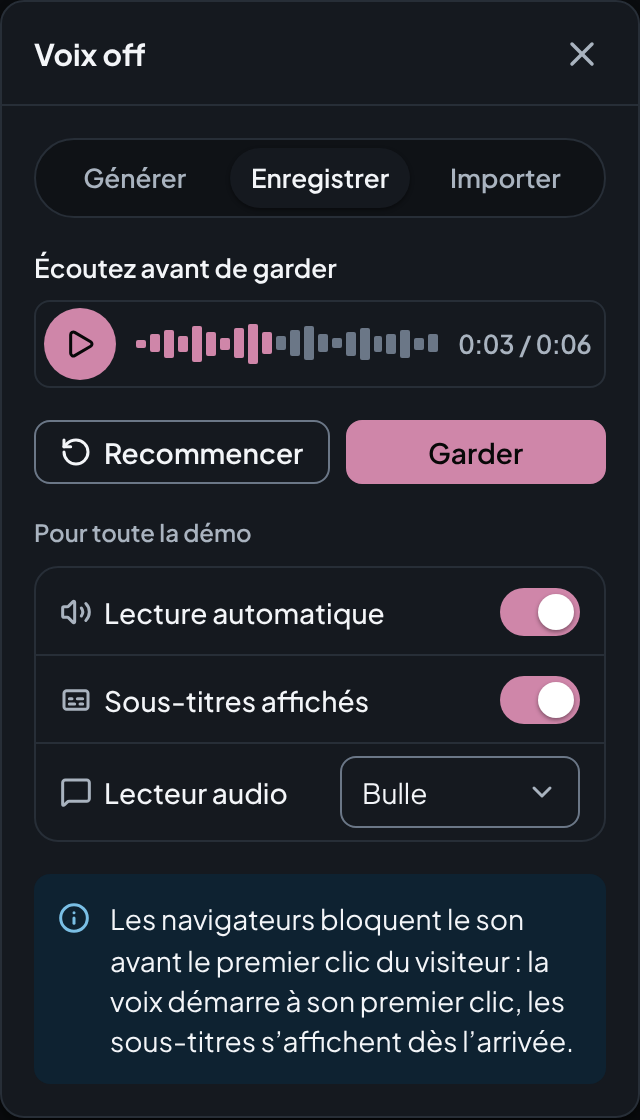 Voix off
Générer
Enregistrer
Importer
Écoutez avant de garder
0:03 / 0:06
Recommencer
Garder
Pour toute la démo
Lecture automatique
Sous-titres affichés
Lecteur audio
Bulle
Les navigateurs bloquent le son
avant le premier clic du visiteur : la
voix démarre à son premier clic, les
sous-titres s’affichent dès l’arrivée.